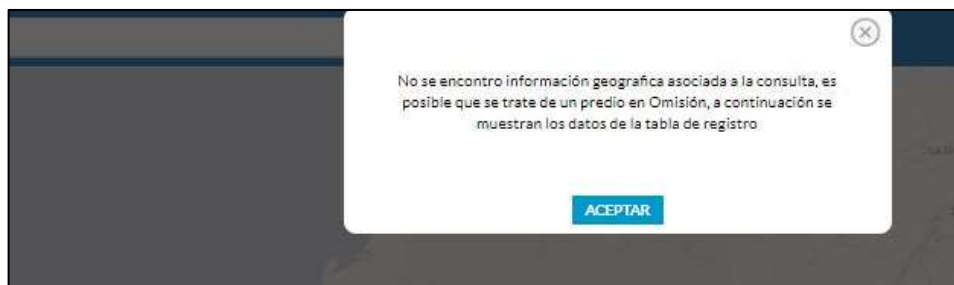 No se encontro información geografica asociada a la consulta, es
posible que se trate de un predio en Omisión, a continuación se
muestran los datos de la tabla de registro
ACEPTAR